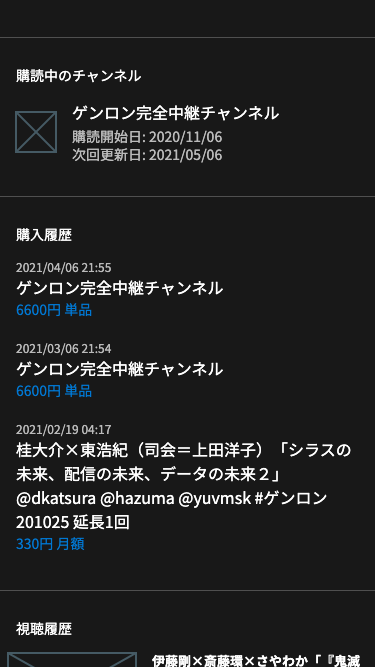 購読中のチャンネル
ゲンロン完全中継チャンネル
購読開始日: 2020/11/06
次回更新日: 2021/05/06
購入履歴
2021/04/06 21:55
ゲンロン完全中継チャンネル
6600円 単品
2021/03/06 21:54
ゲンロン完全中継チャンネル
6600円 単品
2021/02/19 04:17
桂大介×東浩紀（司会＝上田洋子）「シラスの
未来、配信の未来、データの未来２」
@dkatsura @hazuma @yuvmsk #ゲンロン
201025 延長1回
330円 月額
視聴履歴
伊藤剛×斎藤環×さやわか「『鬼滅